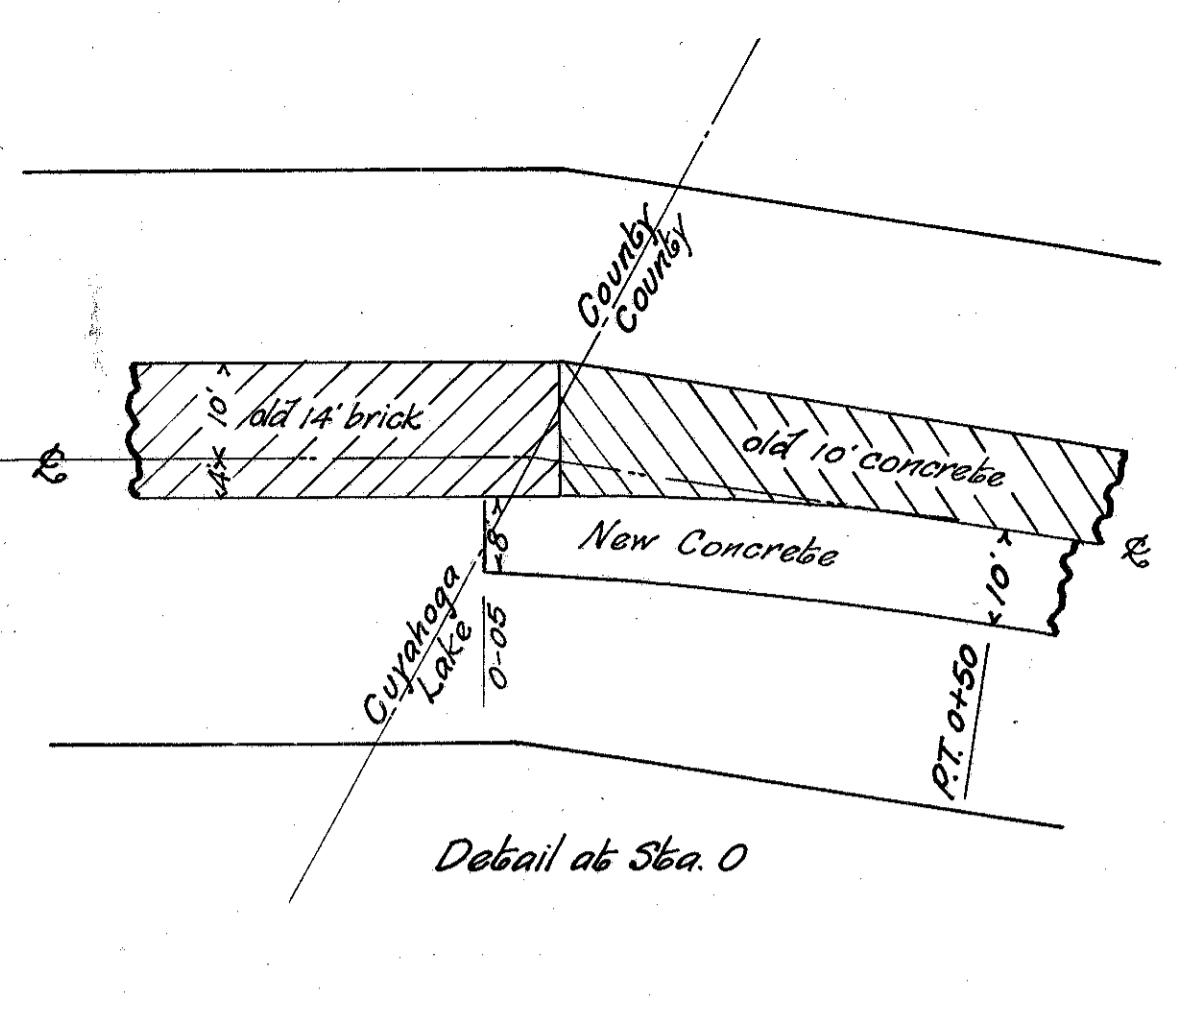 County
County
10'
old 14' brick
4'
℄
old 10' concrete
℄
8'
New Concrete
10'
Cuyahoga
Lake
0-05
P.T. 0+50
Detail at Sta. 0